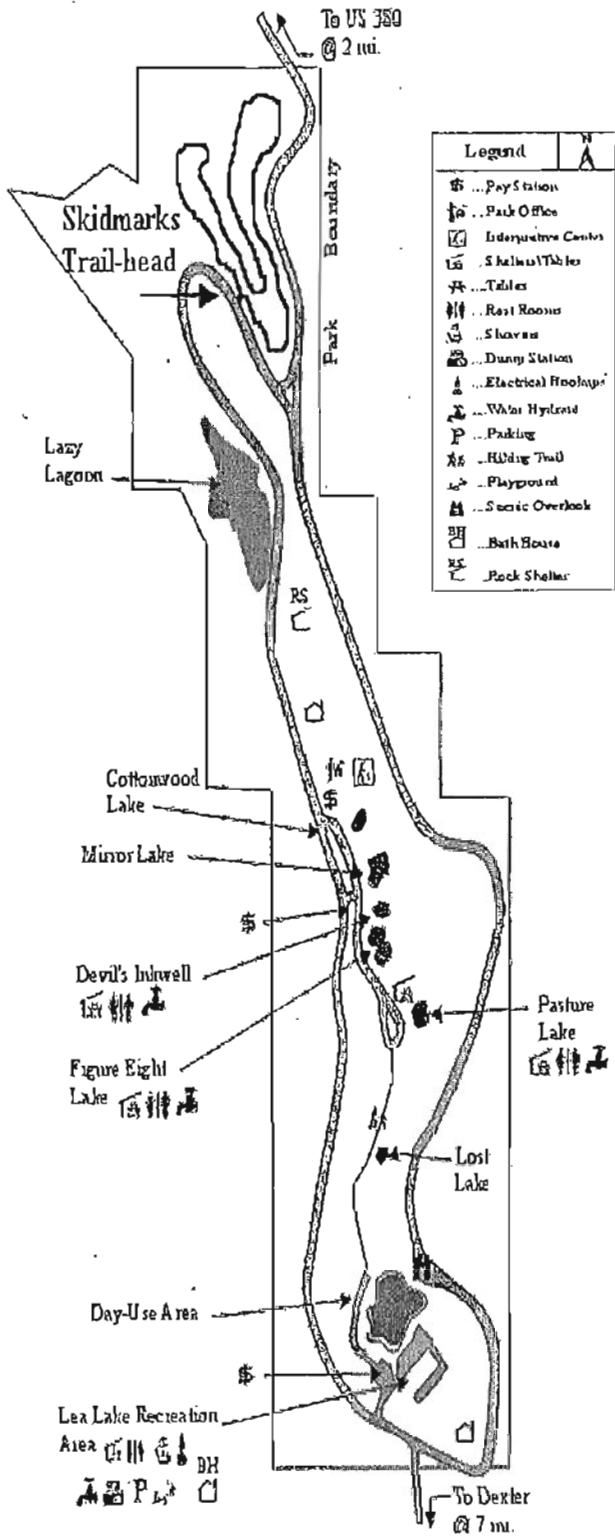 To US 380
@ 2 mi.
Skidmarks
Trail-head
Park Boundary
Legend
N
$ ...Pay Station
...Park Office
Interpretive Center
Shelters/Tables
...Tables
...Rest Rooms
...Showers
...Dump Station
...Electrical Hookups
...Water Hydrant
P ...Parking
...Hiking Trail
...Playground
...Scenic Overlook
BH
...Bath House
RS
...Rock Shelter
Lazy
Lagoon
RS
Cottonwood
Lake
$
Mirror Lake
$
Devil's Inkwell
Pasture
Lake
Figure Eight
Lake
Lost
Lake
Day-Use Area
$
Lea Lake Recreation
Area
BH
P
To Dexter
@ 7 mi.